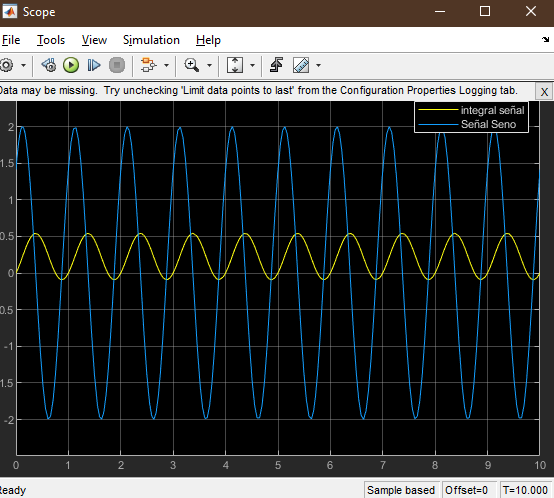 Scope
File Tools View Simulation Help
Data may be missing. Try unchecking 'Limit data points to last' from the Configuration Properties Logging tab.
X
integral señal
Señal Seno
2
1.5
1
0.5
0
0.5
-1
1.5
-2
0 1 2 3 4 5 6 7 8 9 10
Ready
Sample based Offset=0 T=10.000